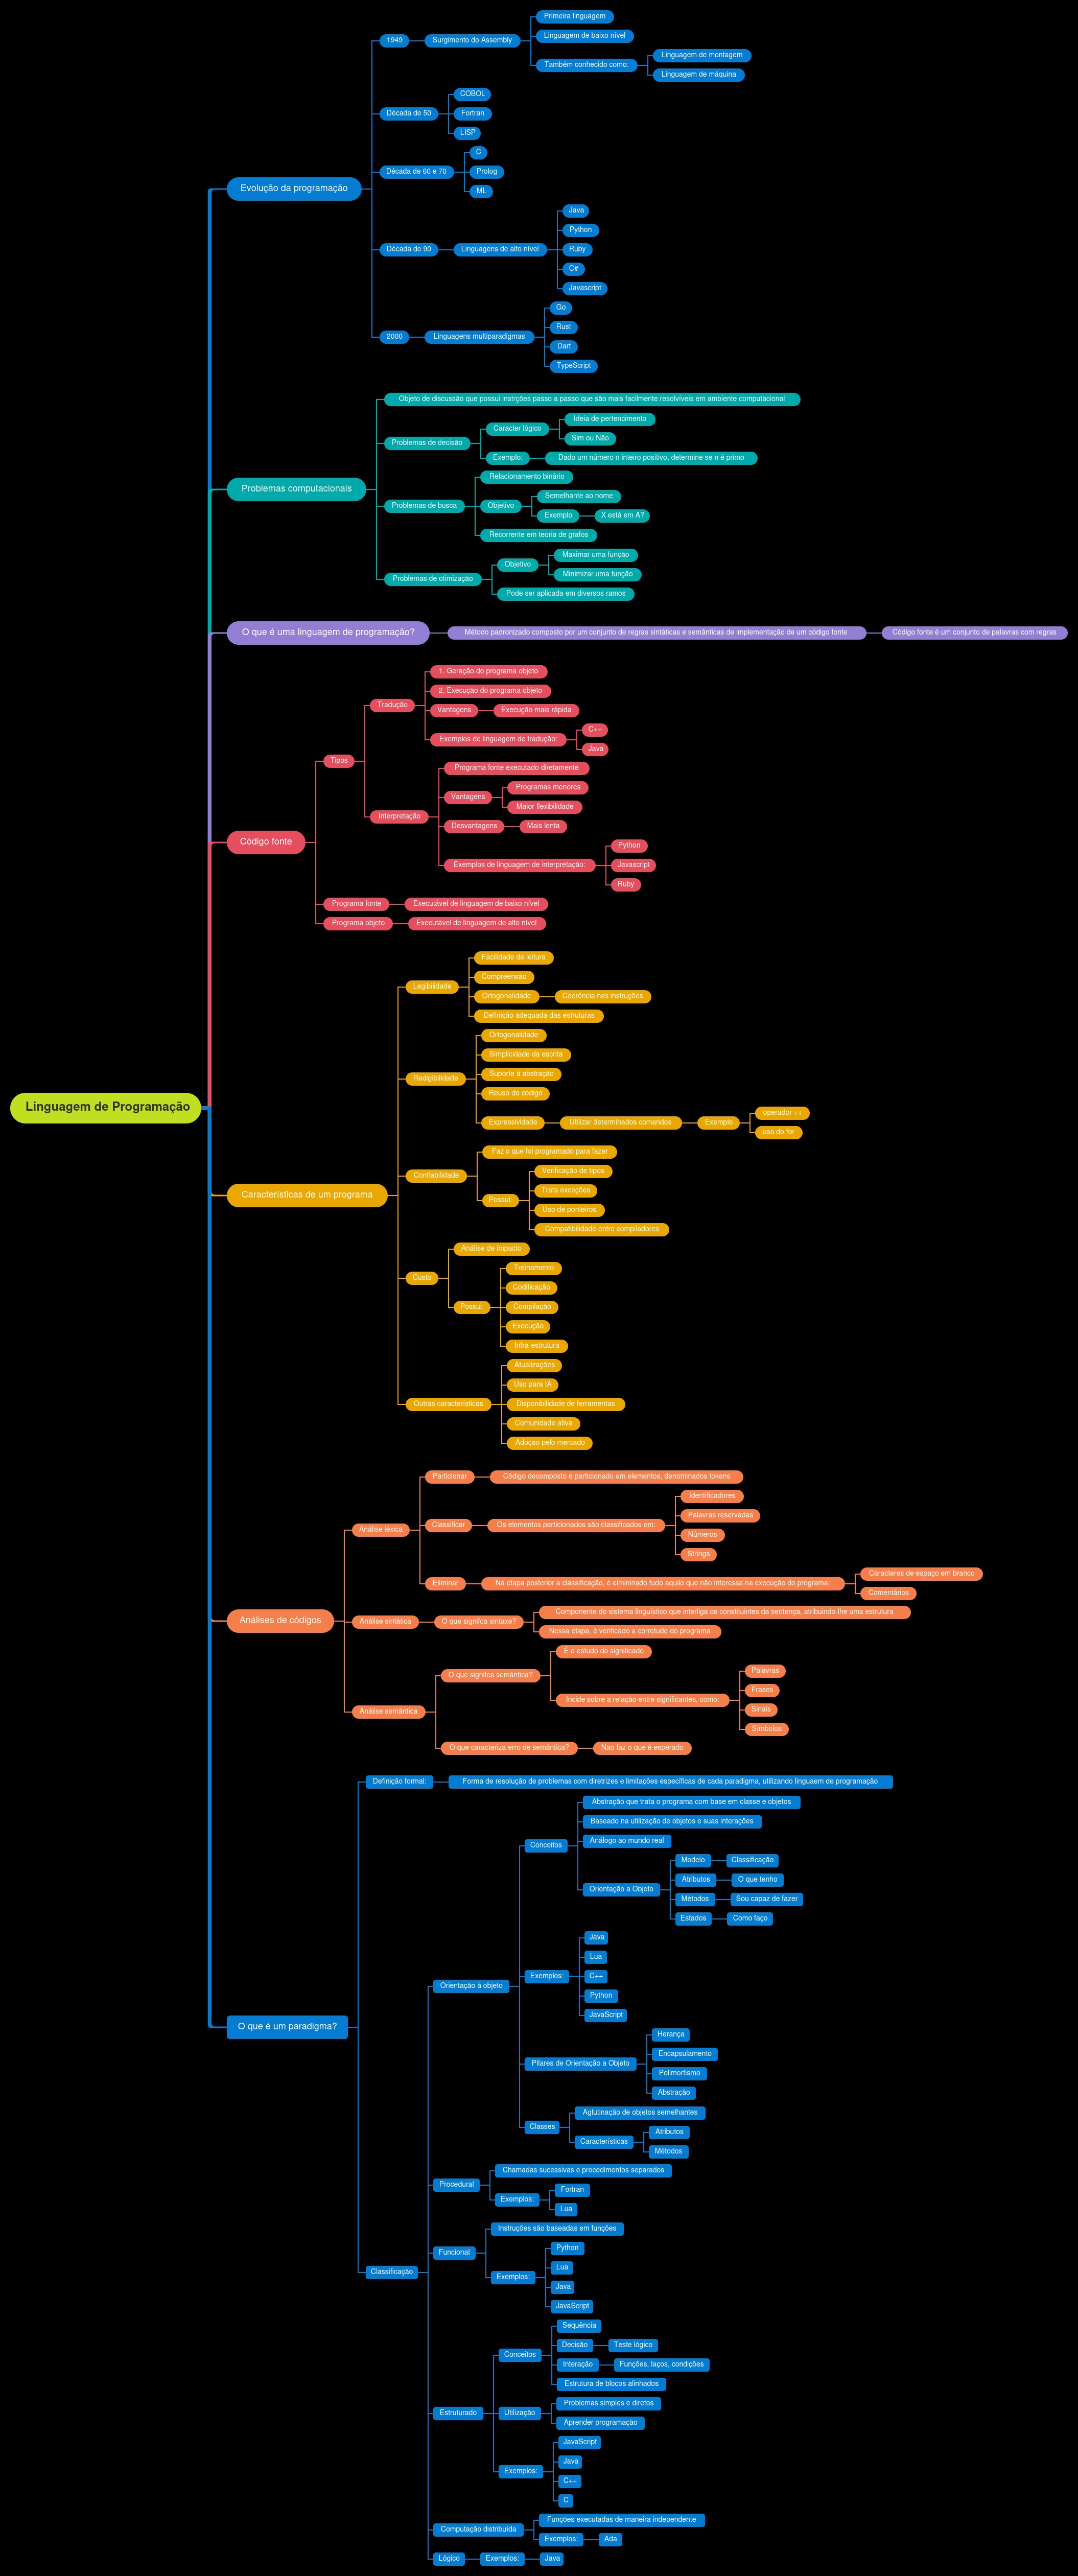 Linguagem de Programação
Evolução da programação
1949
Surgimento do Assembly
Primeira linguagem
Linguagem de baixo nível
Também conhecido como:
Linguagem de montagem
Linguagem de máquina
Década de 50
COBOL
Fortran
LISP
Década de 60 e 70
C
Prolog
ML
Década de 90
Linguagens de alto nível
Java
Python
Ruby
C#
Javascript
2000
Linguagens multiparadigmas
Go
Rust
Dart
TypeScript
Problemas computacionais
Objeto de discussão que possui instrções passo a passo que são mais facilmente resolvíveis em ambiente computacional
Problemas de decisão
Caracter lógico
Ideia de pertencimento
Sim ou Não
Exemplo:
Dado um número n inteiro positivo, determine se n é primo
Problemas de busca
Relacionamento binário
Objetivo
Semelhante ao nome
Exemplo
X está em A?
Recorrente em teoria de grafos
Problemas de otimização
Objetivo
Maximar uma função
Minimizar uma função
Pode ser aplicada em diversos ramos
O que é uma linguagem de programação?
Método padronizado composto por um conjunto de regras sintáticas e semânticas de implementação de um código fonte
Código fonte é um conjunto de palavras com regras
Código fonte
Tipos
Tradução
1. Geração do programa objeto
2. Execução do programa objeto
Vantagens
Execução mais rápida
Exemplos de linguagem de tradução:
C++
Java
Interpretação
Programa fonte executado diretamente
Vantagens
Programas menores
Maior flexibilidade
Desvantagens
Mais lenta
Exemplos de linguagem de interpretação:
Python
Javascript
Ruby
Programa fonte
Executável de linguagem de baixo nível
Programa objeto
Executável de linguagem de alto nível
Características de um programa
Legibilidade
Facilidade de leitura
Compreensão
Ortogonalidade
Coerência nas instruções
Definição adequada das estruturas
Redigibilidade
Ortogonalidade
Simplicidade da escrita
Suporte à abstração
Reuso do código
Expressividade
Utilizar determinados comandos
Exemplo
operador ++
uso do for
Confiabilidade
Faz o que foi programado para fazer
Possui:
Verificação de tipos
Trata exceções
Uso de ponteiros
Compatibilidade entre compiladores
Custo
Análise de impacto
Possui:
Treinamento
Codificação
Compilação
Execução
Infra-estrutura
Outras características
Atualizações
Uso para IA
Disponibilidade de ferramentas
Comunidade ativa
Adoção pelo mercado
Análises de códigos
Análise léxica
Particionar
Código decomposto e particionado em elementos, denominados tokens
Classificar
Os elementos particionados são classificados em:
Identificadores
Palavras reservadas
Números
Strings
Eliminar
Na etapa posterior a classificação, é elmininado tudo aquilo que não interessa na execução do programa:
Caracteres de espaço em branco
Comentários
Análise sintática
O que signifca sintaxe?
Componente do sistema linguístico que interliga os constituintes da sentença, atribuindo-lhe uma estrutura
Nessa etapa, é verificado a corretude do programa
Análise semântica
O que signifca semântica?
É o estudo do significado
Incide sobre a relação entre significantes, como:
Palavras
Frases
Sinais
Símbolos
O que caracteriza erro de semântica?
Não faz o que é esperado
O que é um paradigma?
Definição formal:
Forma de resolução de problemas com diretrizes e limitações específicas de cada paradigma, utilizando linguaem de programação
Classificação
Orientação à objeto
Conceitos
Abstração que trata o programa com base em classe e objetos
Baseado na utilização de objetos e suas interações
Análogo ao mundo real
Orientação a Objeto
Modelo
Classificação
Atributos
O que tenho
Métodos
Sou capaz de fazer
Estados
Como faço
Exemplos:
Java
Lua
C++
Python
JavaScript
Pilares de Orientação a Objeto
Herança
Encapsulamento
Polimorfismo
Abstração
Classes
Aglutinação de objetos semelhantes
Características
Atributos
Métodos
Procedural
Chamadas sucessivas e procedimentos separados
Exemplos:
Fortran
Lua
Funcional
Instruções são baseadas em funções
Exemplos:
Python
Lua
Java
JavaScript
Estruturado
Conceitos
Sequência
Decisão
Teste lógico
Interação
Funções, laços, condições
Estrutura de blocos alinhados
Utilização
Problemas simples e diretos
Aprender programação
Exemplos:
JavaScript
Java
C++
C
Computação distribuída
Funções executadas de maneira independente
Exemplos:
Ada
Lógico
Exemplos:
Java